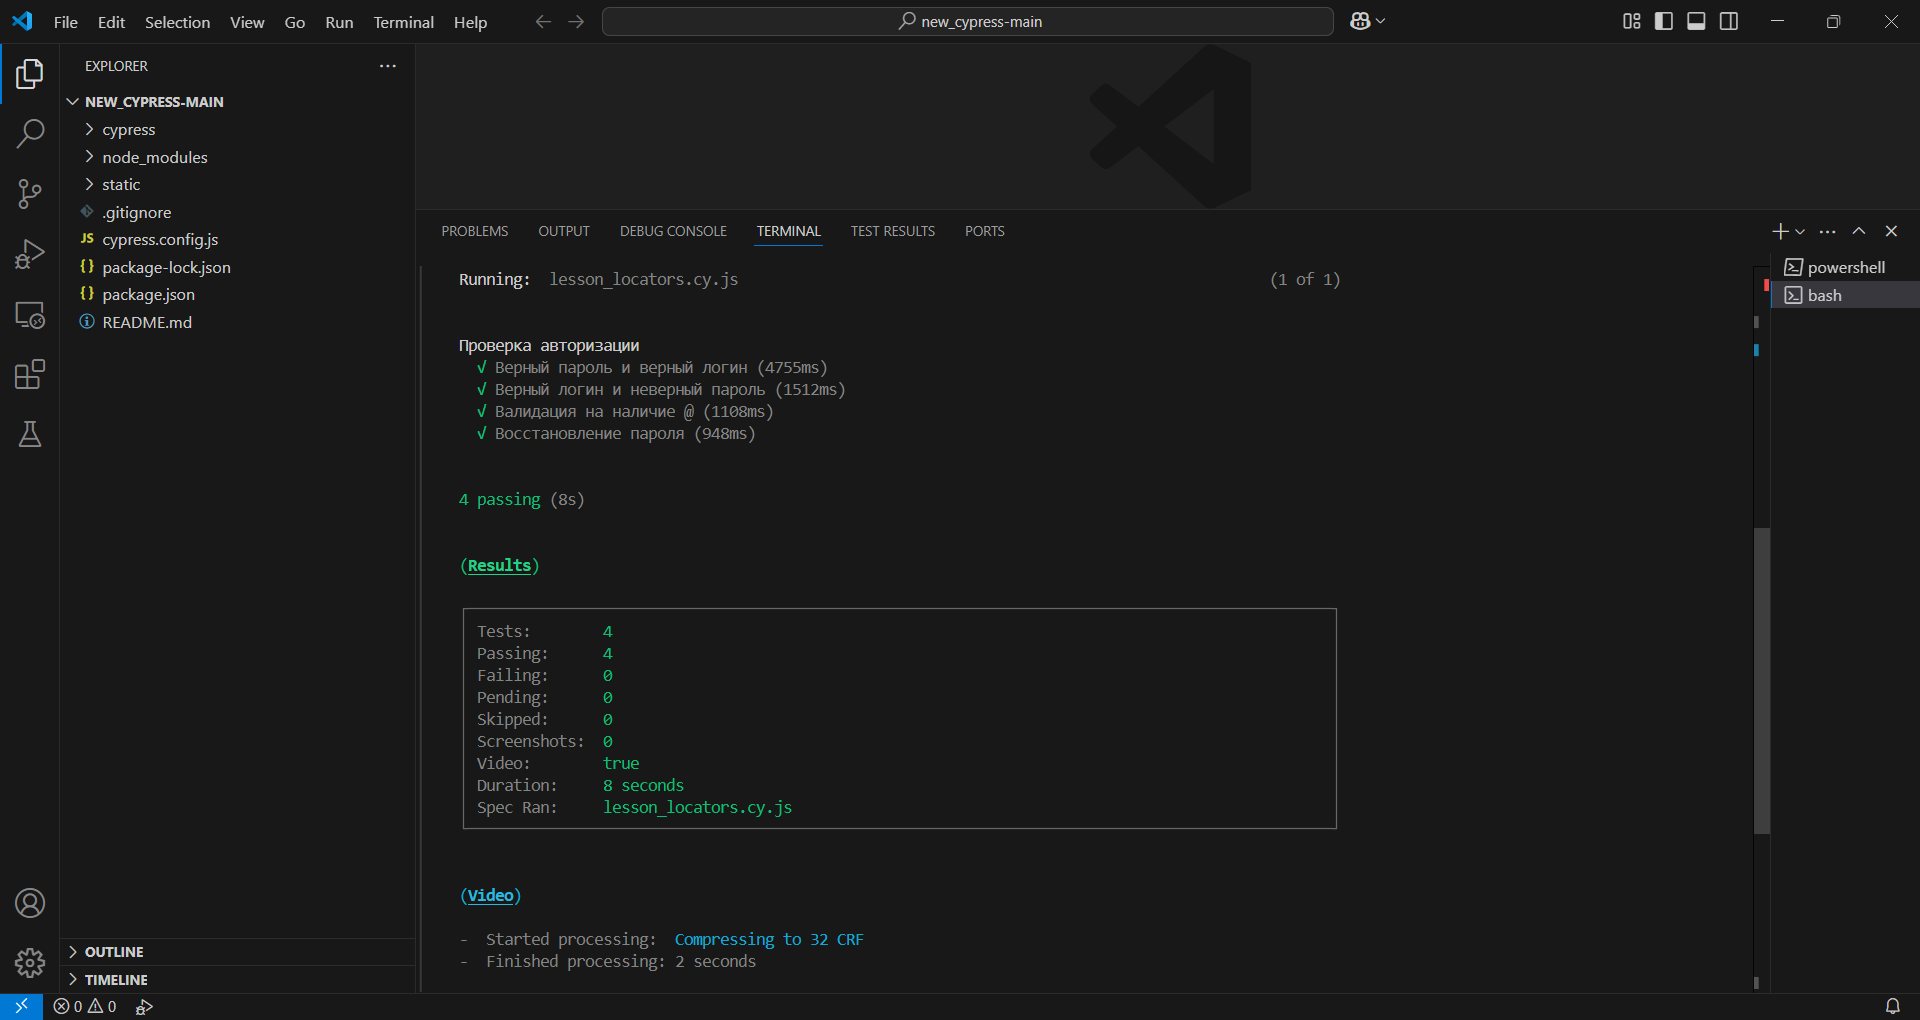 File Edit Selection View Go Run Terminal Help
new_cypress-main
EXPLORER
NEW_CYPRESS-MAIN
cypress
node_modules
static
.gitignore
JS cypress.config.js
{} package-lock.json
{} package.json
README.md
OUTLINE
TIMELINE
PROBLEMS OUTPUT DEBUG CONSOLE TERMINAL TEST RESULTS PORTS
powershell
bash
Running: lesson_locators.cy.js (1 of 1)
Проверка авторизации
√ Верный пароль и верный логин (4755ms)
√ Верный логин и неверный пароль (1512ms)
√ Валидация на наличие @ (1108ms)
√ Восстановление пароля (948ms)
4 passing (8s)
(Results)
Tests: 4
Passing: 4
Failing: 0
Pending: 0
Skipped: 0
Screenshots: 0
Video: true
Duration: 8 seconds
Spec Ran: lesson_locators.cy.js
(Video)
- Started processing: Compressing to 32 CRF
- Finished processing: 2 seconds
0 0